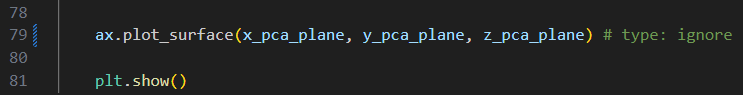 78
79 ax.plot_surface(x_pca_plane, y_pca_plane, z_pca_plane) # type: ignore
80
81 plt.show()